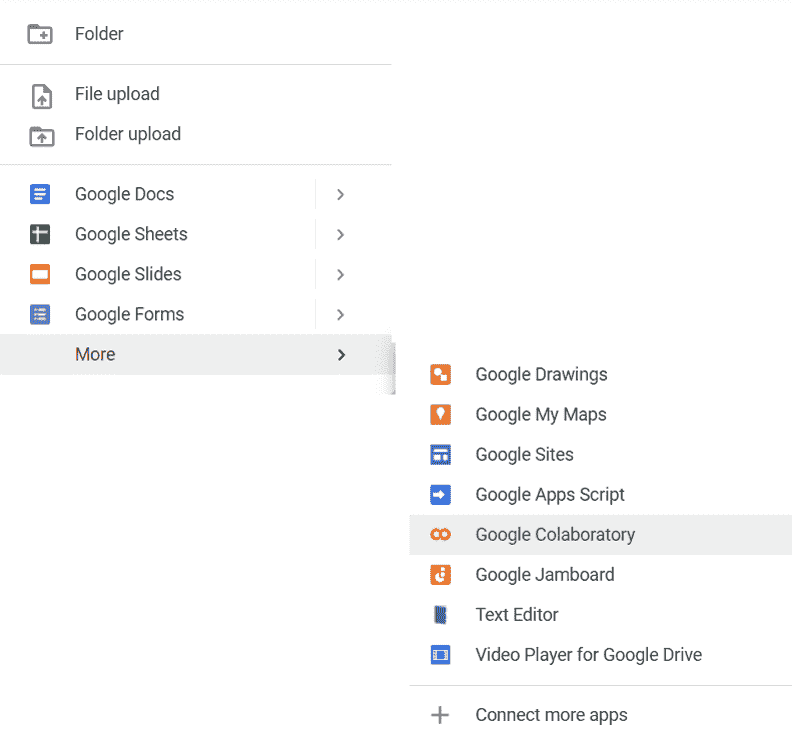 Folder
File upload
Folder upload
Google Docs
Google Sheets
Google Slides
Google Forms
More
Google Drawings
Google My Maps
Google Sites
Google Apps Script
Google Colaboratory
Google Jamboard
Text Editor
Video Player for Google Drive
Connect more apps